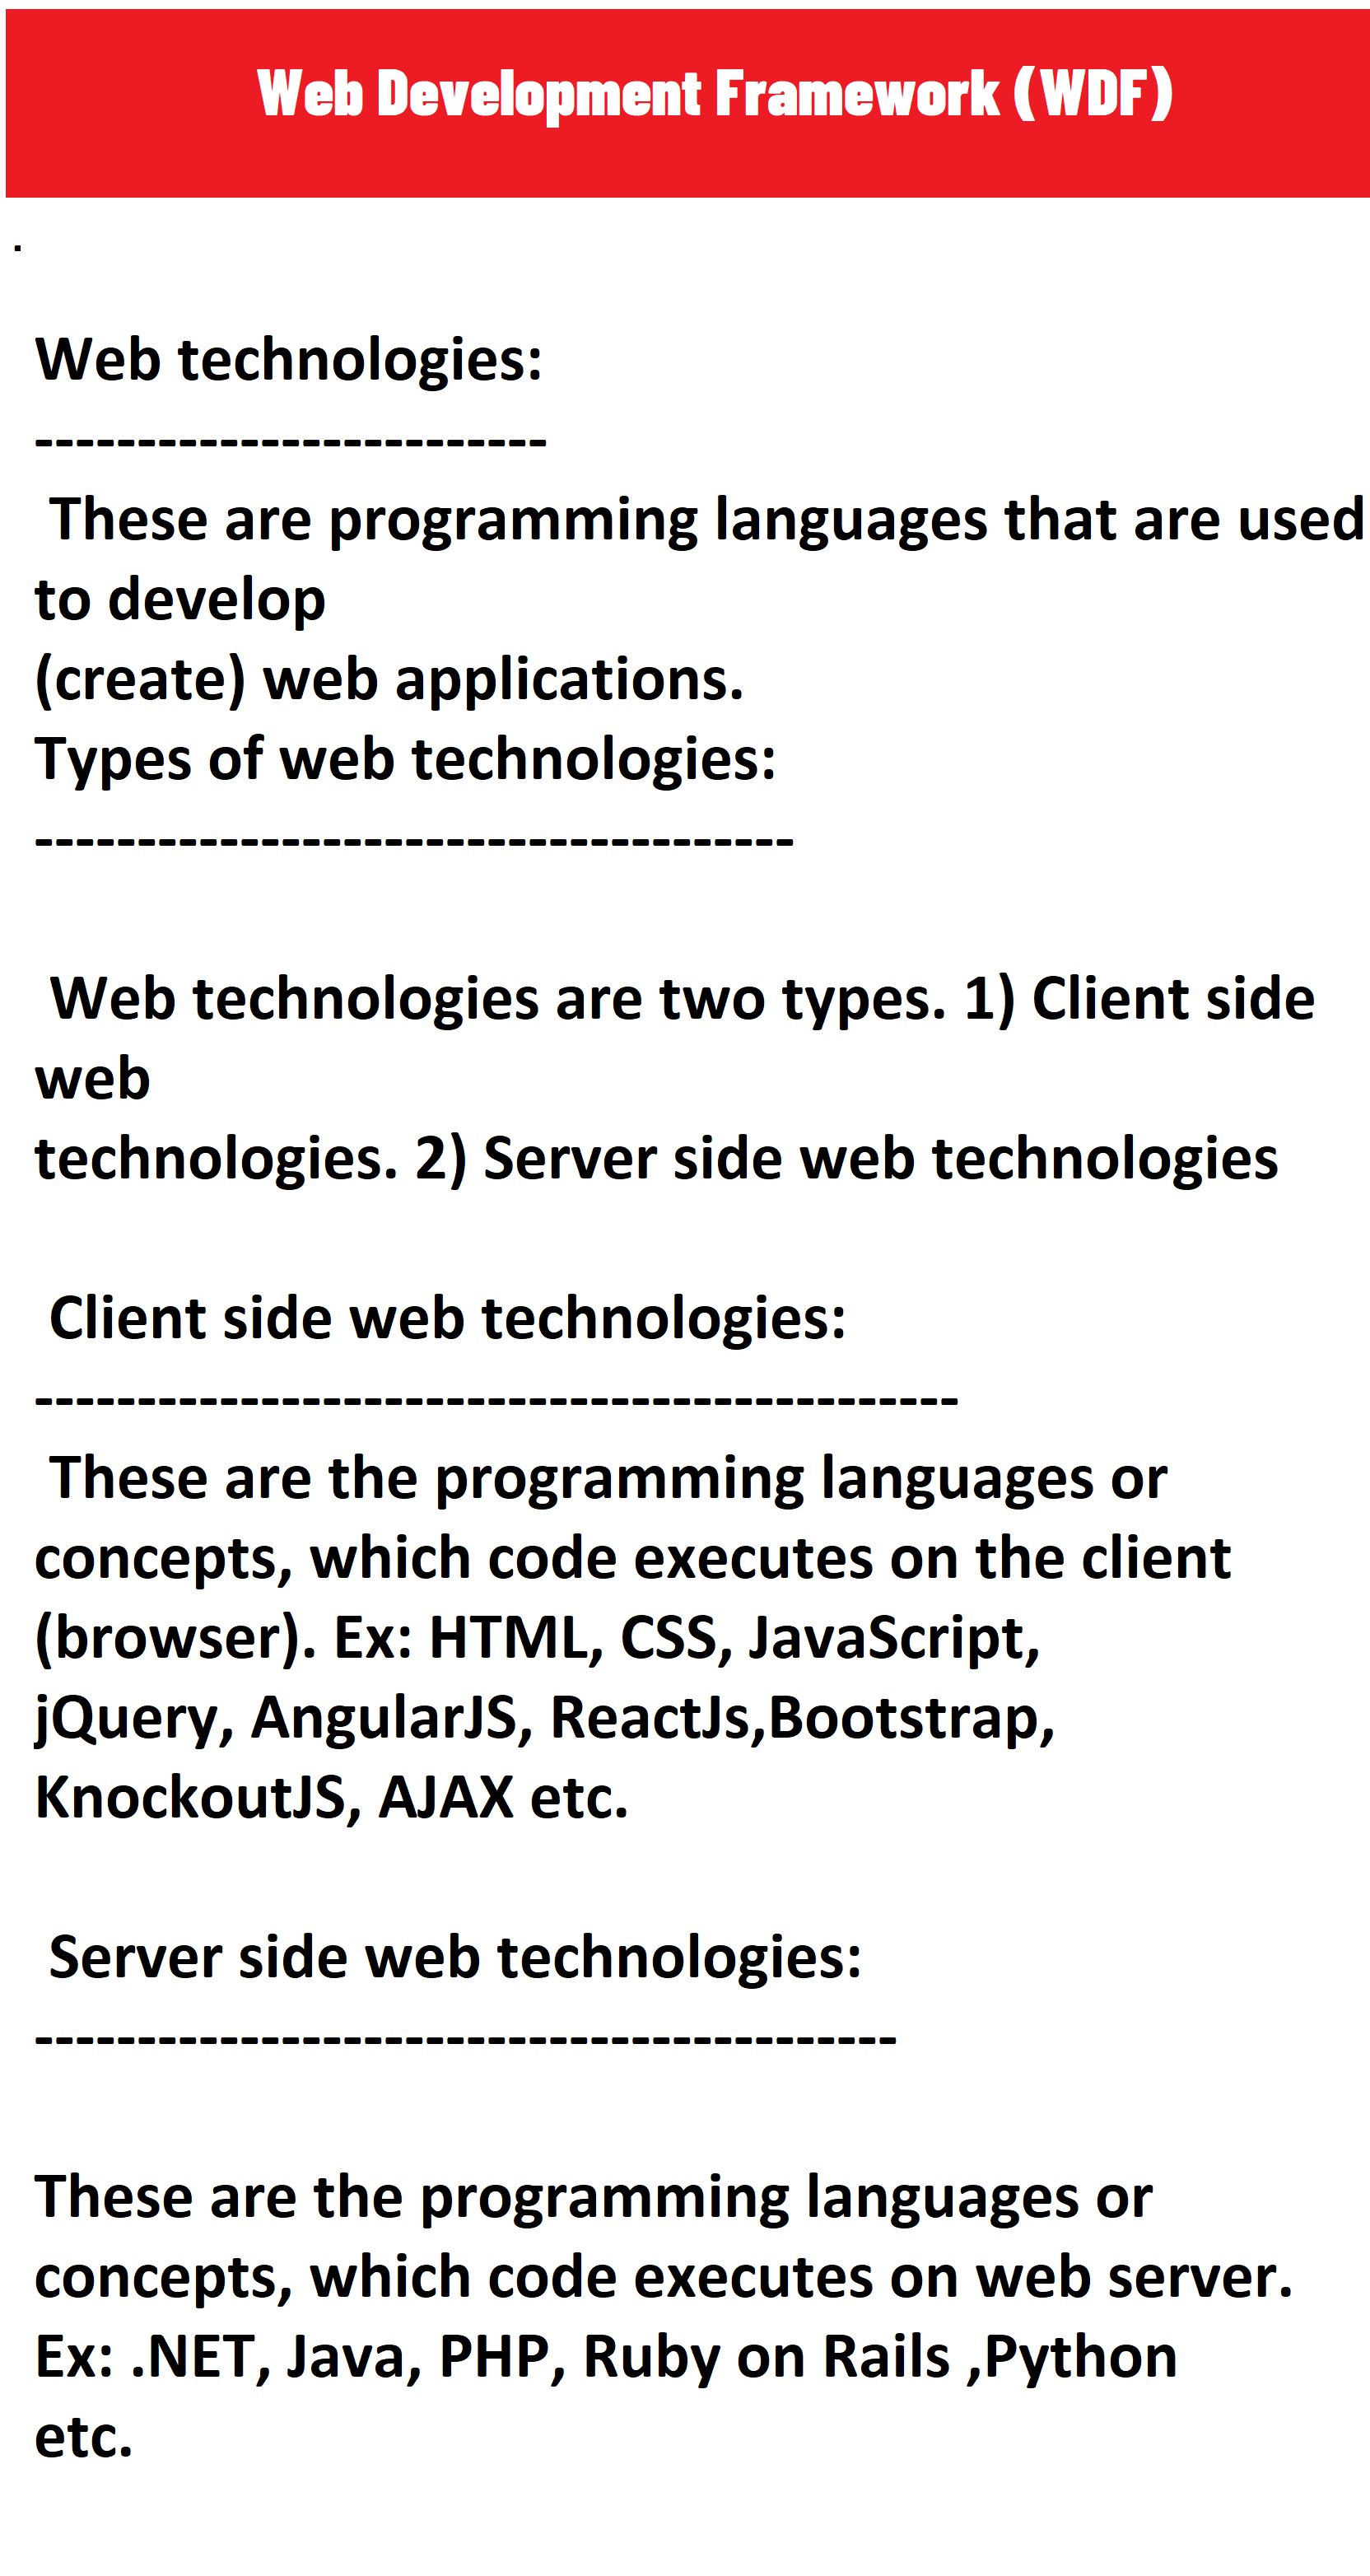 Web Development Framework (WDF)
.
Web technologies:
-------------------------
These are programming languages that are used
to develop
(create) web applications.
Types of web technologies:
-------------------------------------
Web technologies are two types. 1) Client side
web
technologies. 2) Server side web technologies
Client side web technologies:
---------------------------------------------
These are the programming languages or
concepts, which code executes on the client
(browser). Ex: HTML, CSS, JavaScript,
jQuery, AngularJS, ReactJs,Bootstrap,
KnockoutJS, AJAX etc.
Server side web technologies:
------------------------------------------
These are the programming languages or
concepts, which code executes on web server.
Ex: .NET, Java, PHP, Ruby on Rails ,Python
etc.